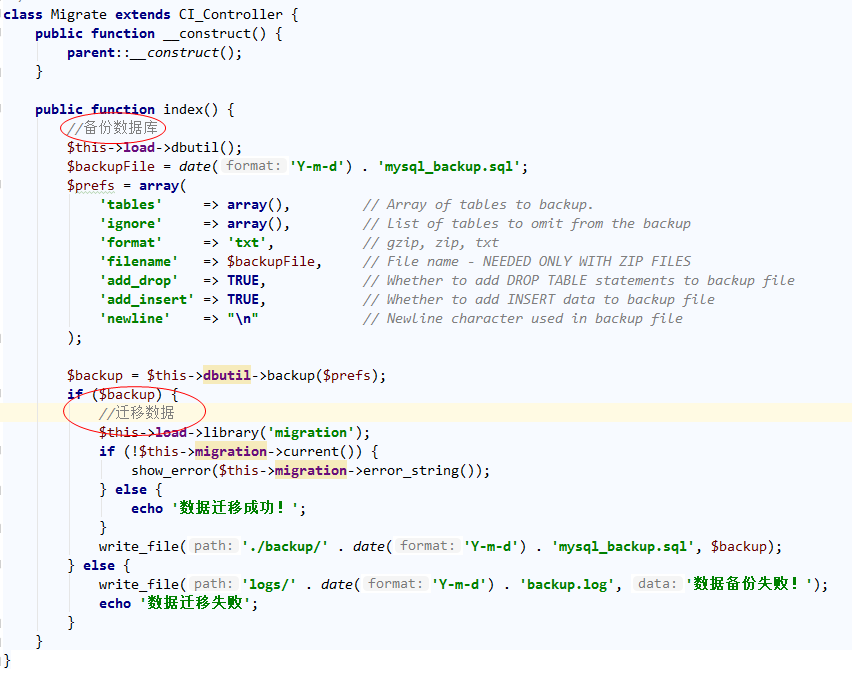 class Migrate extends CI_Controller {
    public function __construct() {
        parent::__construct();
    }

    public function index() {
        //备份数据库
        $this->load->dbutil();
        $backupFile = date( format: 'Y-m-d') . 'mysql_backup.sql';
        $prefs = array(
            'tables'     => array(),         // Array of tables to backup.
            'ignore'     => array(),         // List of tables to omit from the backup
            'format'     => 'txt',           // gzip, zip, txt
            'filename'   => $backupFile,     // File name - NEEDED ONLY WITH ZIP FILES
            'add_drop'   => TRUE,            // Whether to add DROP TABLE statements to backup file
            'add_insert' => TRUE,            // Whether to add INSERT data to backup file
            'newline'    => "\n"             // Newline character used in backup file
        );

        $backup = $this->dbutil->backup($prefs);
        if ($backup) {
            //迁移数据
            $this->load->library('migration');
            if (!$this->migration->current()) {
                show_error($this->migration->error_string());
            } else {
                echo '数据迁移成功！';
            }
            write_file( path: './backup/' . date( format: 'Y-m-d') . 'mysql_backup.sql', $backup);
        } else {
            write_file( path: 'logs/' . date( format: 'Y-m-d') . 'backup.log', data: '数据备份失败！');
            echo '数据迁移失败';
        }
    }
}